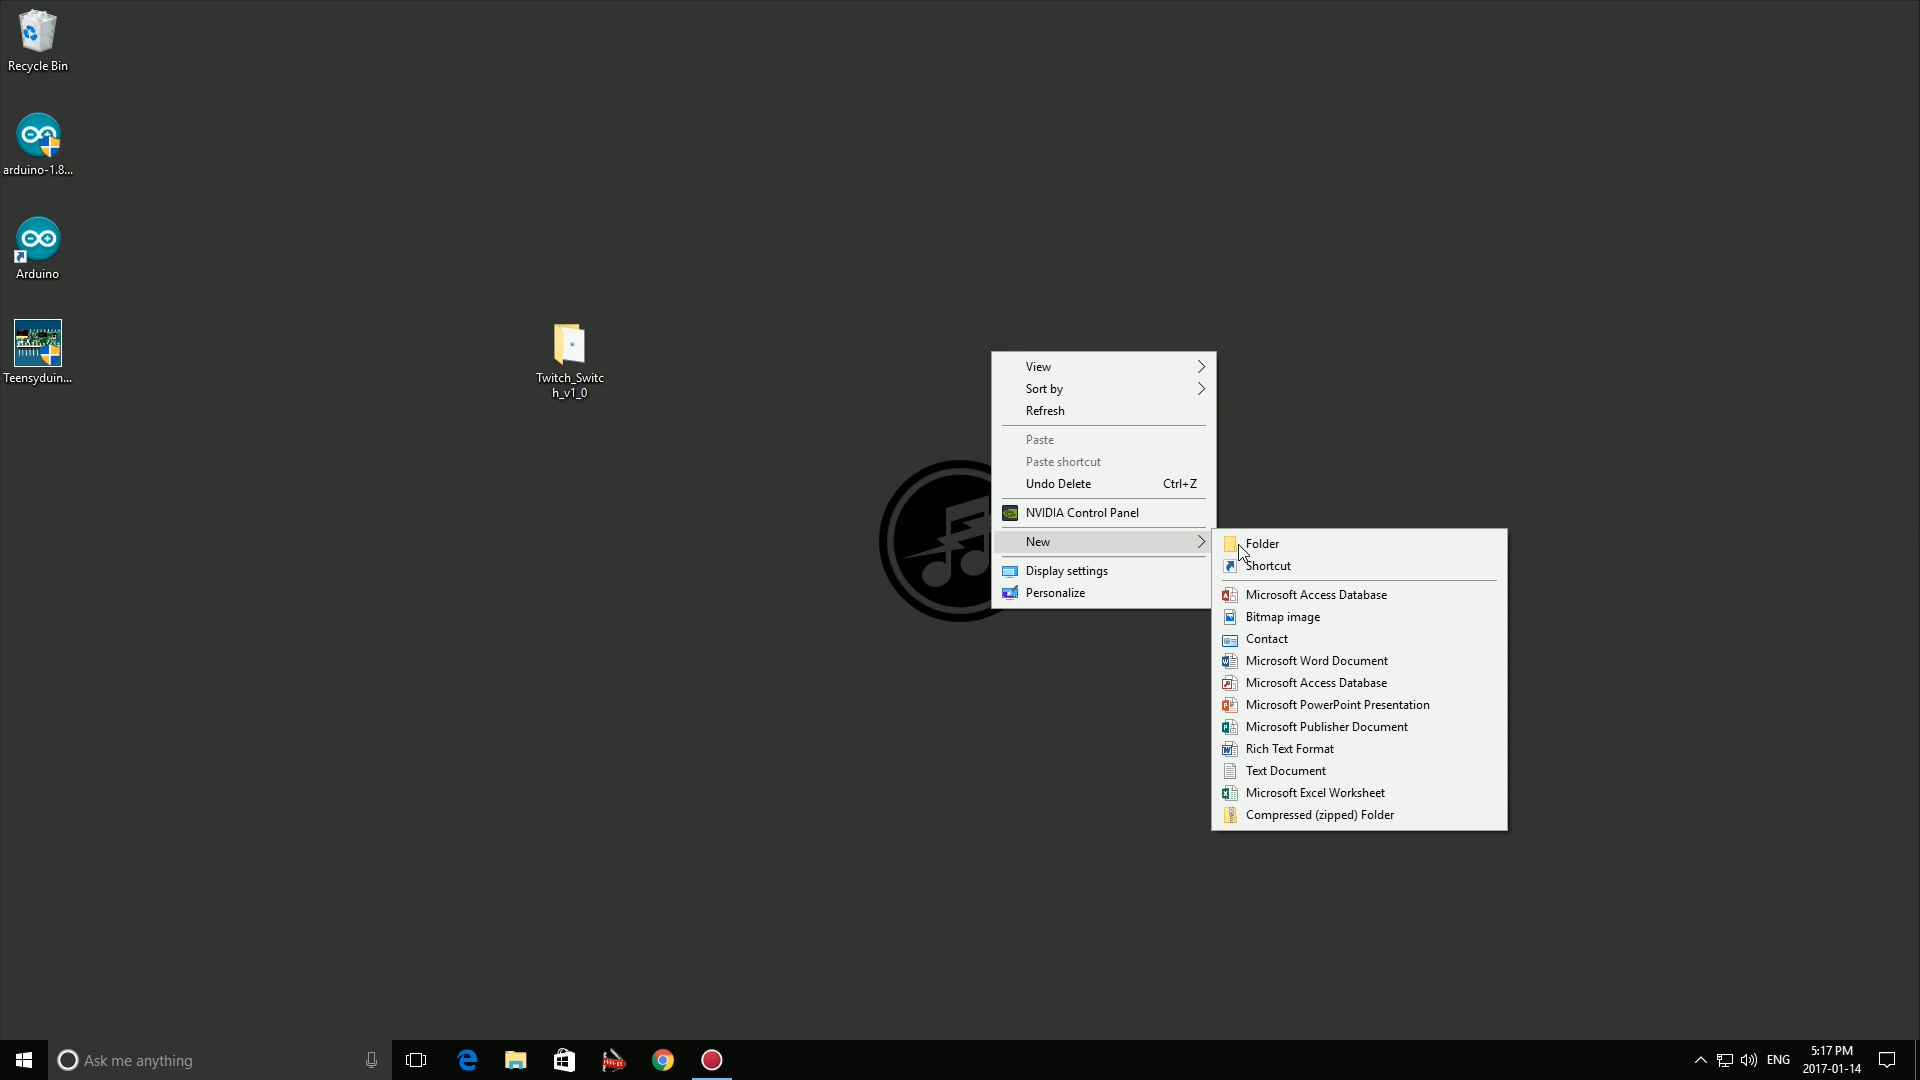 Recycle Bin
arduino-1.8...
Arduino
Teensyduin...
Twitch_Switc
h_v1_0
View
Sort by
Refresh
Paste
Paste shortcut
Undo Delete Ctrl+Z
NVIDIA Control Panel
New
Display settings
Personalize
Folder
Shortcut
Microsoft Access Database
Bitmap image
Contact
Microsoft Word Document
Microsoft Access Database
Microsoft PowerPoint Presentation
Microsoft Publisher Document
Rich Text Format
Text Document
Microsoft Excel Worksheet
Compressed (zipped) Folder
Ask me anything
ENG
5:17 PM
2017-01-14